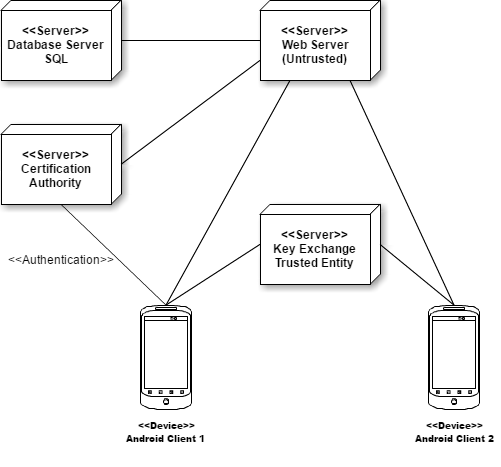 <<Server>>
Database Server
SQL
<<Server>>
Web Server
(Untrusted)
<<Server>>
Certification
Authority
<<Server>>
Key Exchange
Trusted Entity
<<Authentication>>
<<Device>>
Android Client 1
<<Device>>
Android Client 2